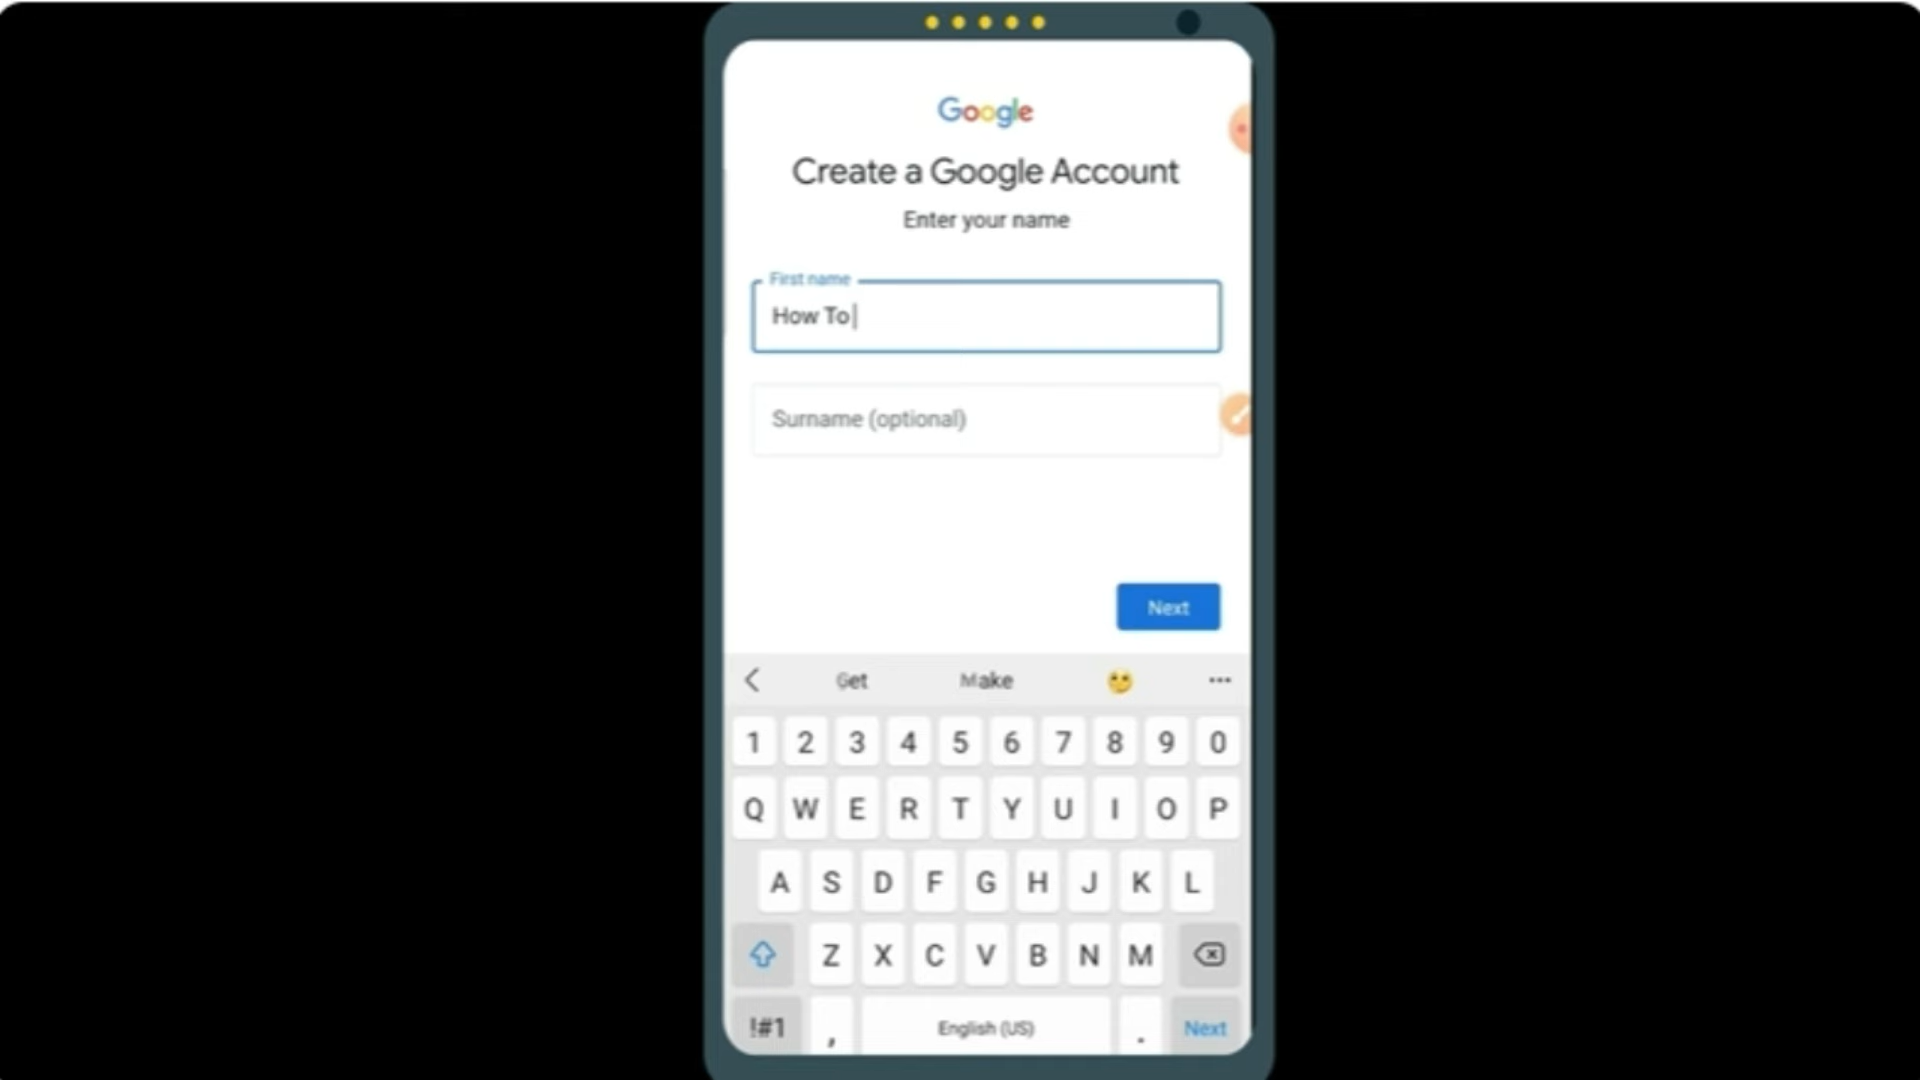 Google
Create a Google Account
Enter your name
First name
How To
Surname (optional)
Next
Get Make
1 2 3 4 5 6 7 8 9 0
Q W E R T Y U I O P
A S D F G H J K L
Z X C V B N M
!#1 , English (US) . Next